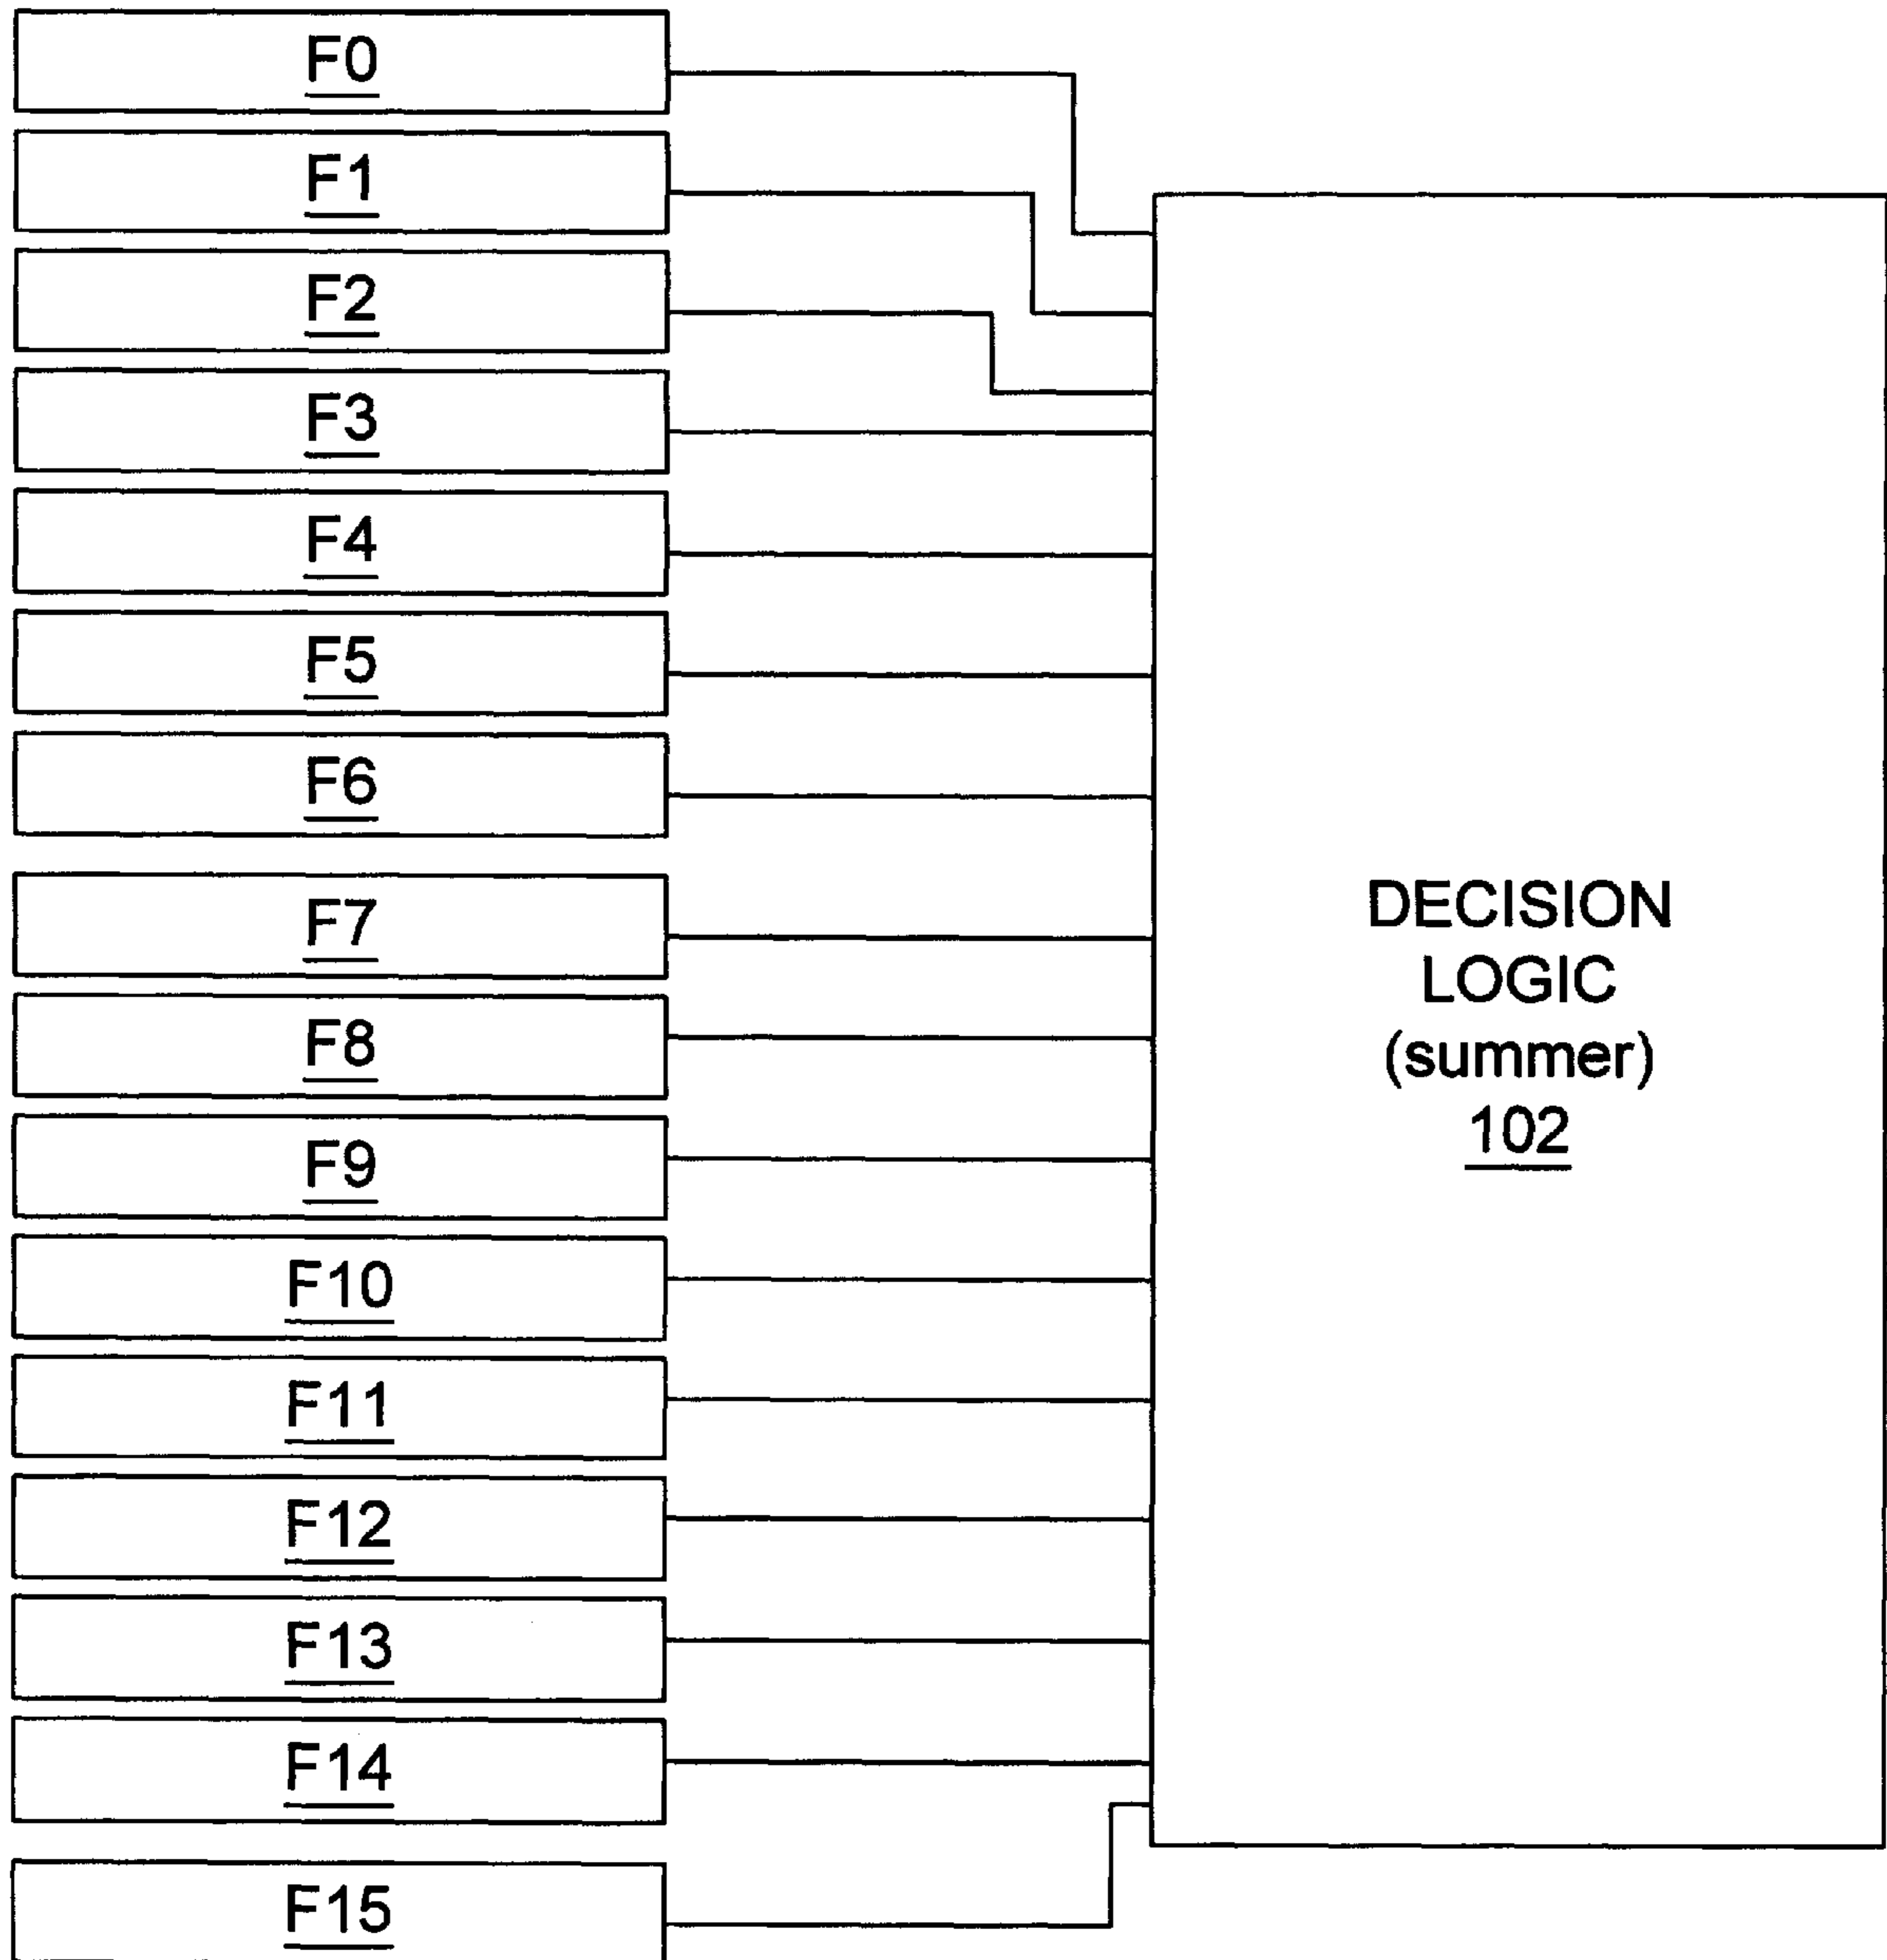 F0
F1
F2
F3
F4
F5
F6
F7
F8
F9
F10
F11
F12
F13
F14
F15
DECISION
LOGIC
(summer)
102